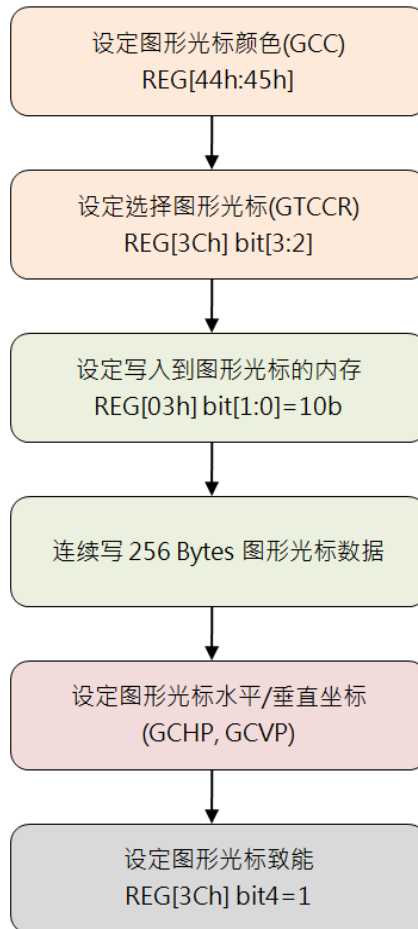 设定图形光标颜色(GCC)
REG[44h:45h]
设定选择图形光标(GTCCR)
REG[3Ch] bit[3:2]
设定写入到图形光标的内存
REG[03h] bit[1:0]=10b
连续写 256 Bytes 图形光标数据
设定图形光标水平/垂直坐标
(GCHP, GCVP)
设定图形光标致能
REG[3Ch] bit4=1